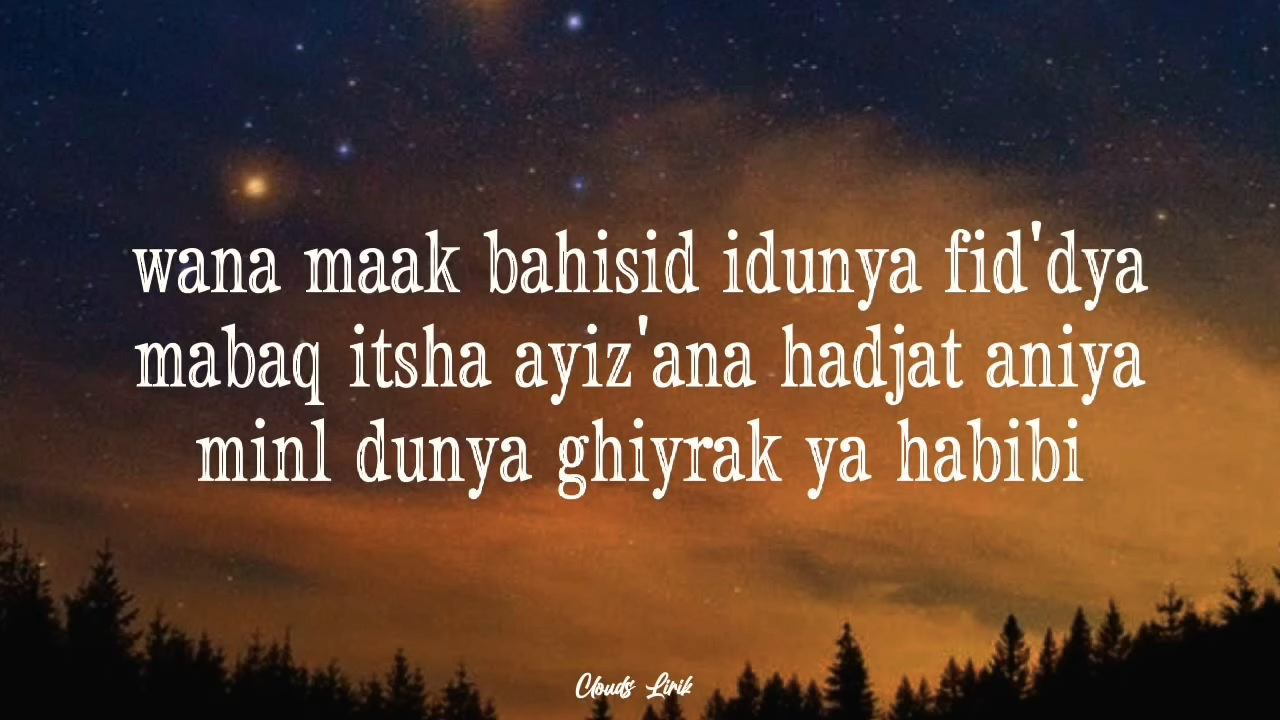 wana maak bahisid idunya fid'dya
mabaq itsha ayiz'ana hadjat aniya
minl dunya ghiyrak ya habibi
Clouds Lirik